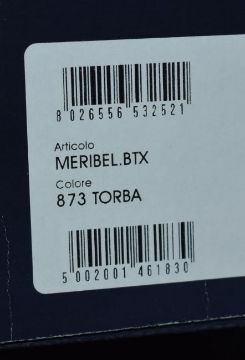 8 026556 532521
Articolo
MERIBEL.BTX
Colore
873 TORBA
5 002001 461830